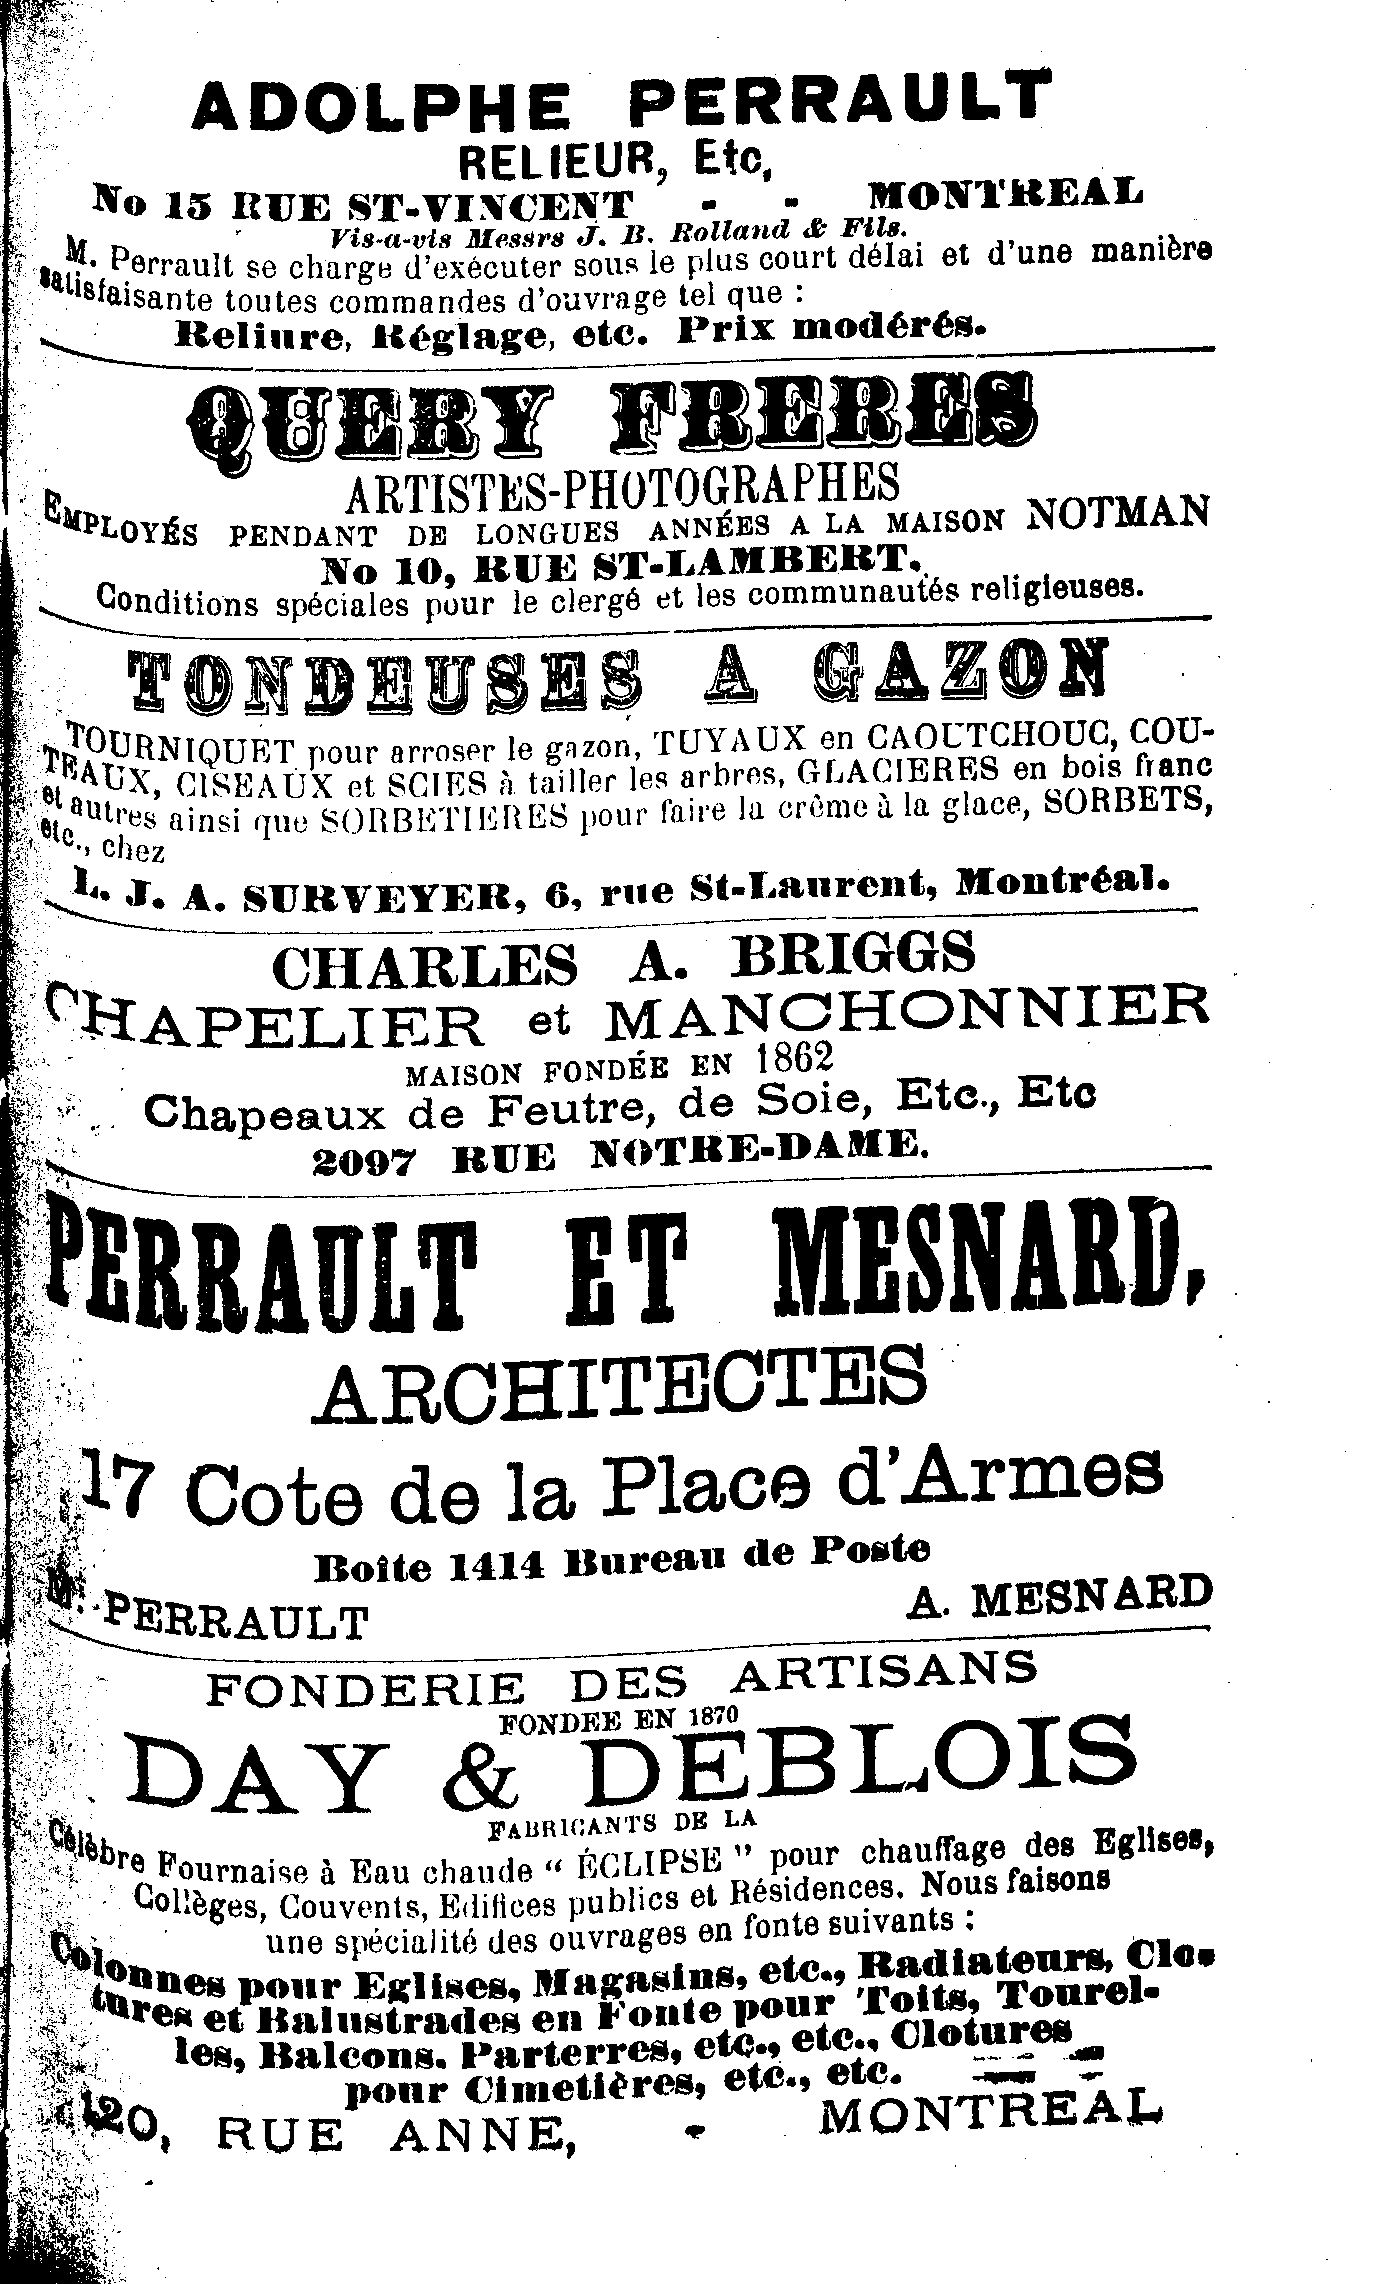 ADOLPHE PERRAULT
RELIEUR, Etc,
No 15 RUE ST-VINCENT - - MONTREAL
Vis-a-vis Messrs J. B. Rolland & Fils.
M. Perrault se charge d'exécuter sous le plus court délai et d'une manière
satisfaisante toutes commandes d'ouvrage tel que :
Reliure, Réglage, etc. Prix modérés.
QUERY FRERES
ARTISTES-PHOTOGRAPHES
EMPLOYÉS PENDANT DE LONGUES ANNÉES A LA MAISON NOTMAN
No 10, RUE ST-LAMBERT.
Conditions spéciales pour le clergé et les communautés religieuses.
TONDEUSES A GAZON
TOURNIQUET pour arroser le gazon, TUYAUX en CAOUTCHOUC, COU-
TEAUX, CISEAUX et SCIES à tailler les arbres, GLACIERES en bois franc
et autres ainsi que SORBETIERES pour faire la crême à la glace, SORBETS,
etc., chez
L. J. A. SURVEYER, 6, rue St-Laurent, Montréal.
CHARLES A. BRIGGS
CHAPELIER et MANCHONNIER
MAISON FONDÉE EN 1862
Chapeaux de Feutre, de Soie, Etc., Etc
2097 RUE NOTRE-DAME.
PERRAULT ET MESNARD,
ARCHITECTES
17 Cote de la Place d'Armes
Boîte 1414 Bureau de Poste
M. PERRAULT A. MESNARD
FONDERIE DES ARTISANS
FONDEE EN 1870
DAY & DEBLOIS
FABRICANTS DE LA
Célèbre Fournaise à Eau chaude “ ÉCLIPSE ” pour chauffage des Eglises,
Collèges, Couvents, Edifices publics et Résidences. Nous faisons
une spécialité des ouvrages en fonte suivants :
Colonnes pour Eglises, Magasins, etc., Radiateurs, Clo-
tures et Balustrades en Fonte pour Toits, Tourel-
les, Balcons. Parterres, etc., etc., Clotures
pour Cimetières, etc., etc.
120, RUE ANNE, - MONTREAL